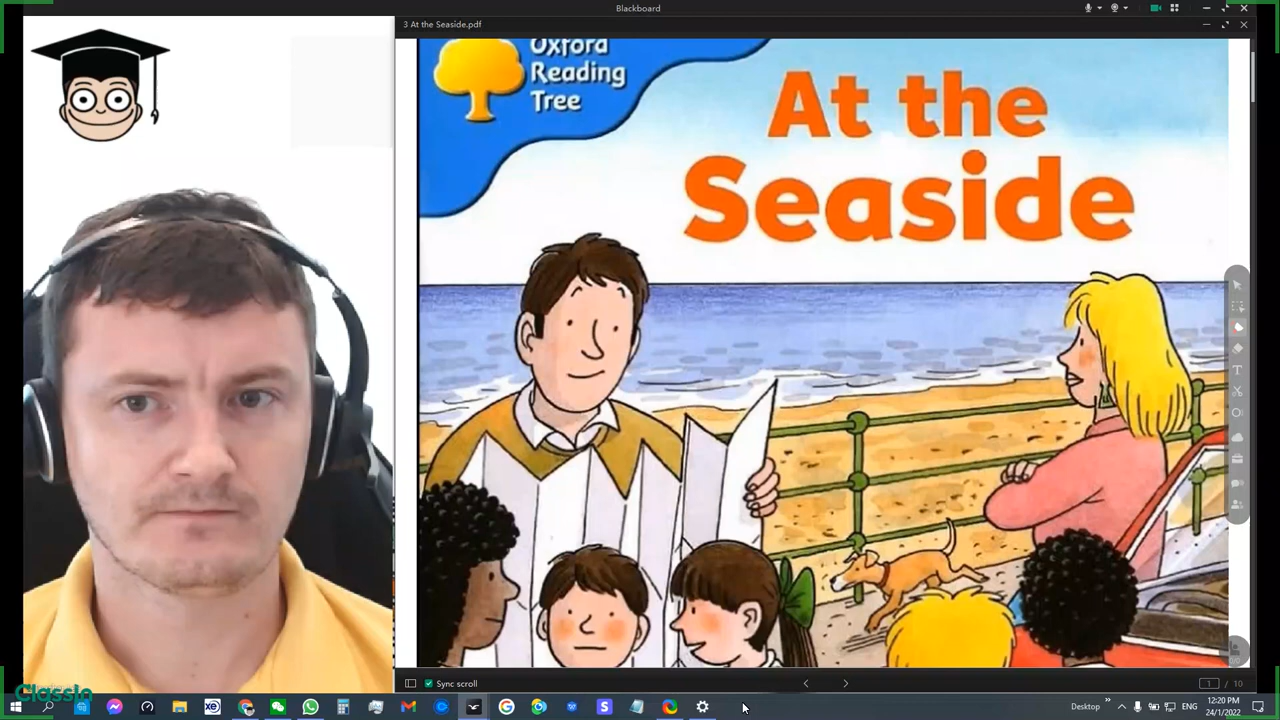 Blackboard
3 At the Seaside.pdf
Oxford
Reading
Tree
At the
Seaside
Sync scroll
1 / 10
ClassIn
Desktop
ENG
12:20 PM
24/1/2022